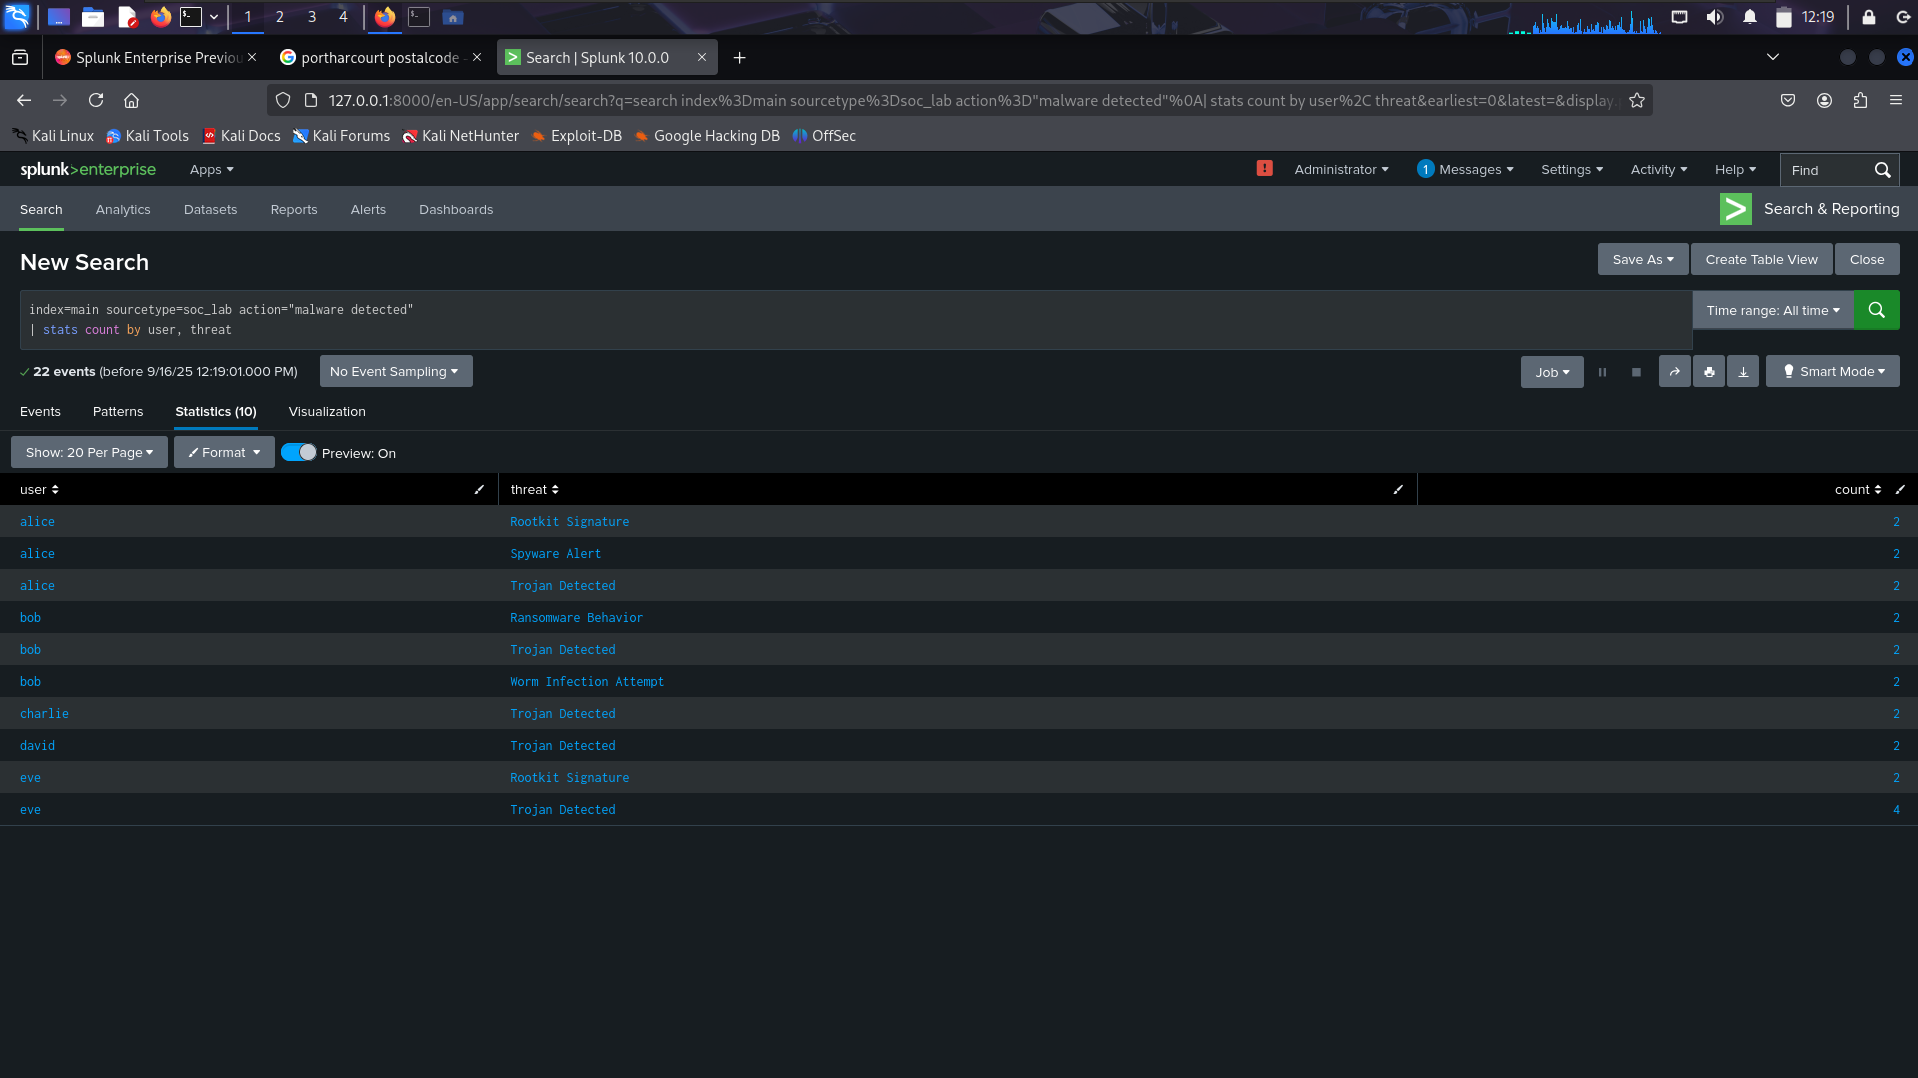 1 2 3 4 12:19
Splunk Enterprise Previou portharcourt postalcode - Search | Splunk 10.0.0
127.0.0.1:8000/en-US/app/search/search?q=search index%3Dmain sourcetype%3Dsoc_lab action%3D"malware detected"%0A| stats count by user%2C threat&earliest=0&latest=&display.
Kali Linux Kali Tools Kali Docs Kali Forums Kali NetHunter Exploit-DB Google Hacking DB OffSec
splunk>enterprise Apps ! Administrator 1 Messages Settings Activity Help Find
Search Analytics Datasets Reports Alerts Dashboards > Search & Reporting
New Search Save As Create Table View Close
index=main sourcetype=soc_lab action="malware detected" Time range: All time
| stats count by user, threat
22 events (before 9/16/25 12:19:01.000 PM) No Event Sampling Job Smart Mode
Events Patterns Statistics (10) Visualization
Show: 20 Per Page Format Preview: On
user threat count
alice Rootkit Signature 2
alice Spyware Alert 2
alice Trojan Detected 2
bob Ransomware Behavior 2
bob Trojan Detected 2
bob Worm Infection Attempt 2
charlie Trojan Detected 2
david Trojan Detected 2
eve Rootkit Signature 2
eve Trojan Detected 4